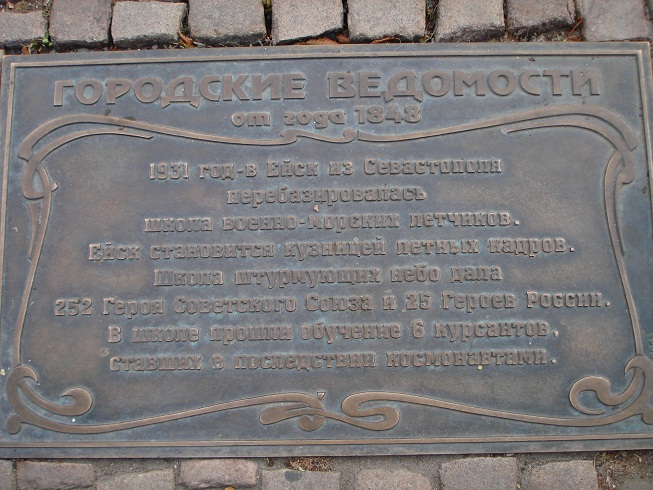 ГОРОДСКИЕ ВЕДОМОСТИ
от года 1848
1931 год-в Ейск из Севастополя
перебазировалась
школа военно-морских летчиков.
Ейск становится кузницей летных кадров.
Школа штурмующих небо дала
252 Героя Советского Союза и 25 Героев России.
В школе прошли обучение 6 курсантов,
ставших в последствии космонавтами.